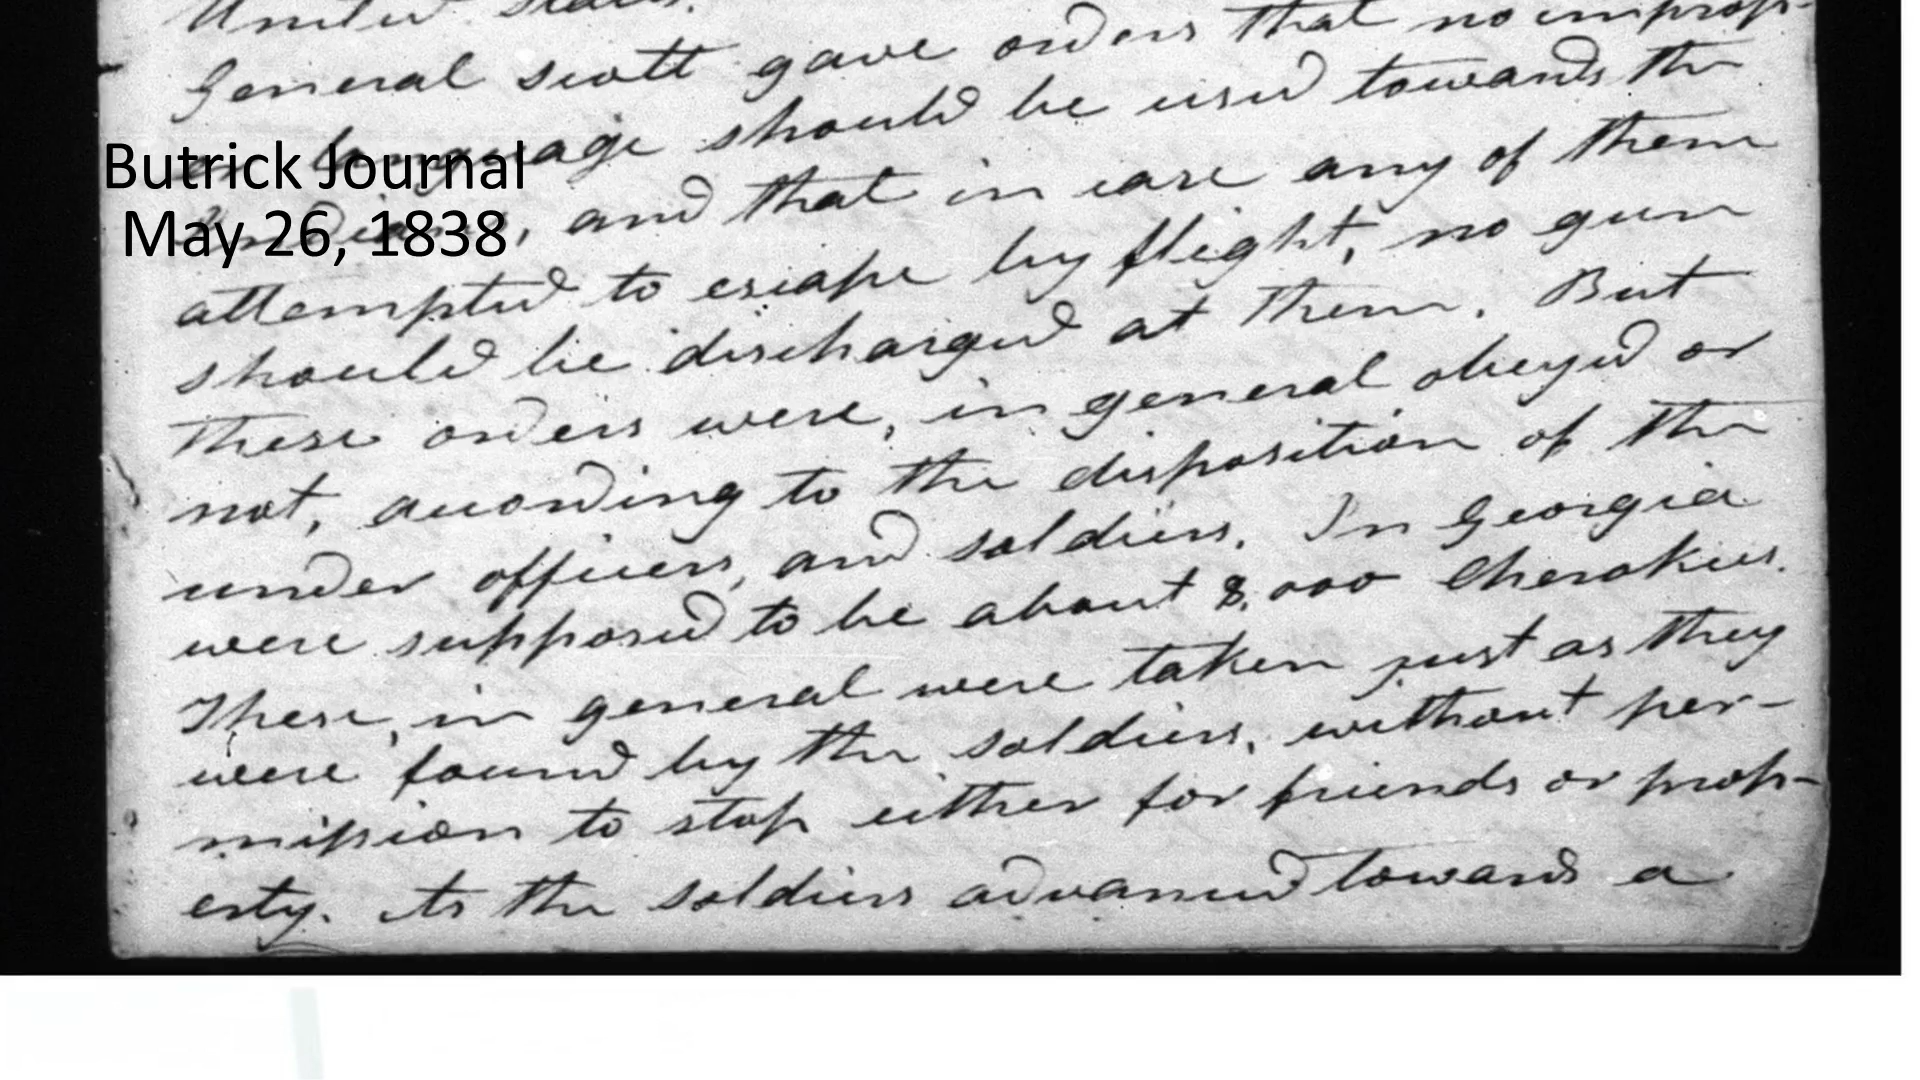 United States.
General Scott gave orders that no improp-
er language should be used towards the
Butrick Journal
Indians, and that in case any of them
May 26, 1838
attempted to escape by flight, no gun
should be discharged at them. But
these orders were, in general obeyed or
not, according to the disposition of the
under officers, and soldiers. In Georgia
were supposed to be about 8,000 Cherokees.
These, in general were taken just as they
were found by the soldiers, without per-
mission to stop either for friends or prop-
erty. As the soldiers advanced towards a